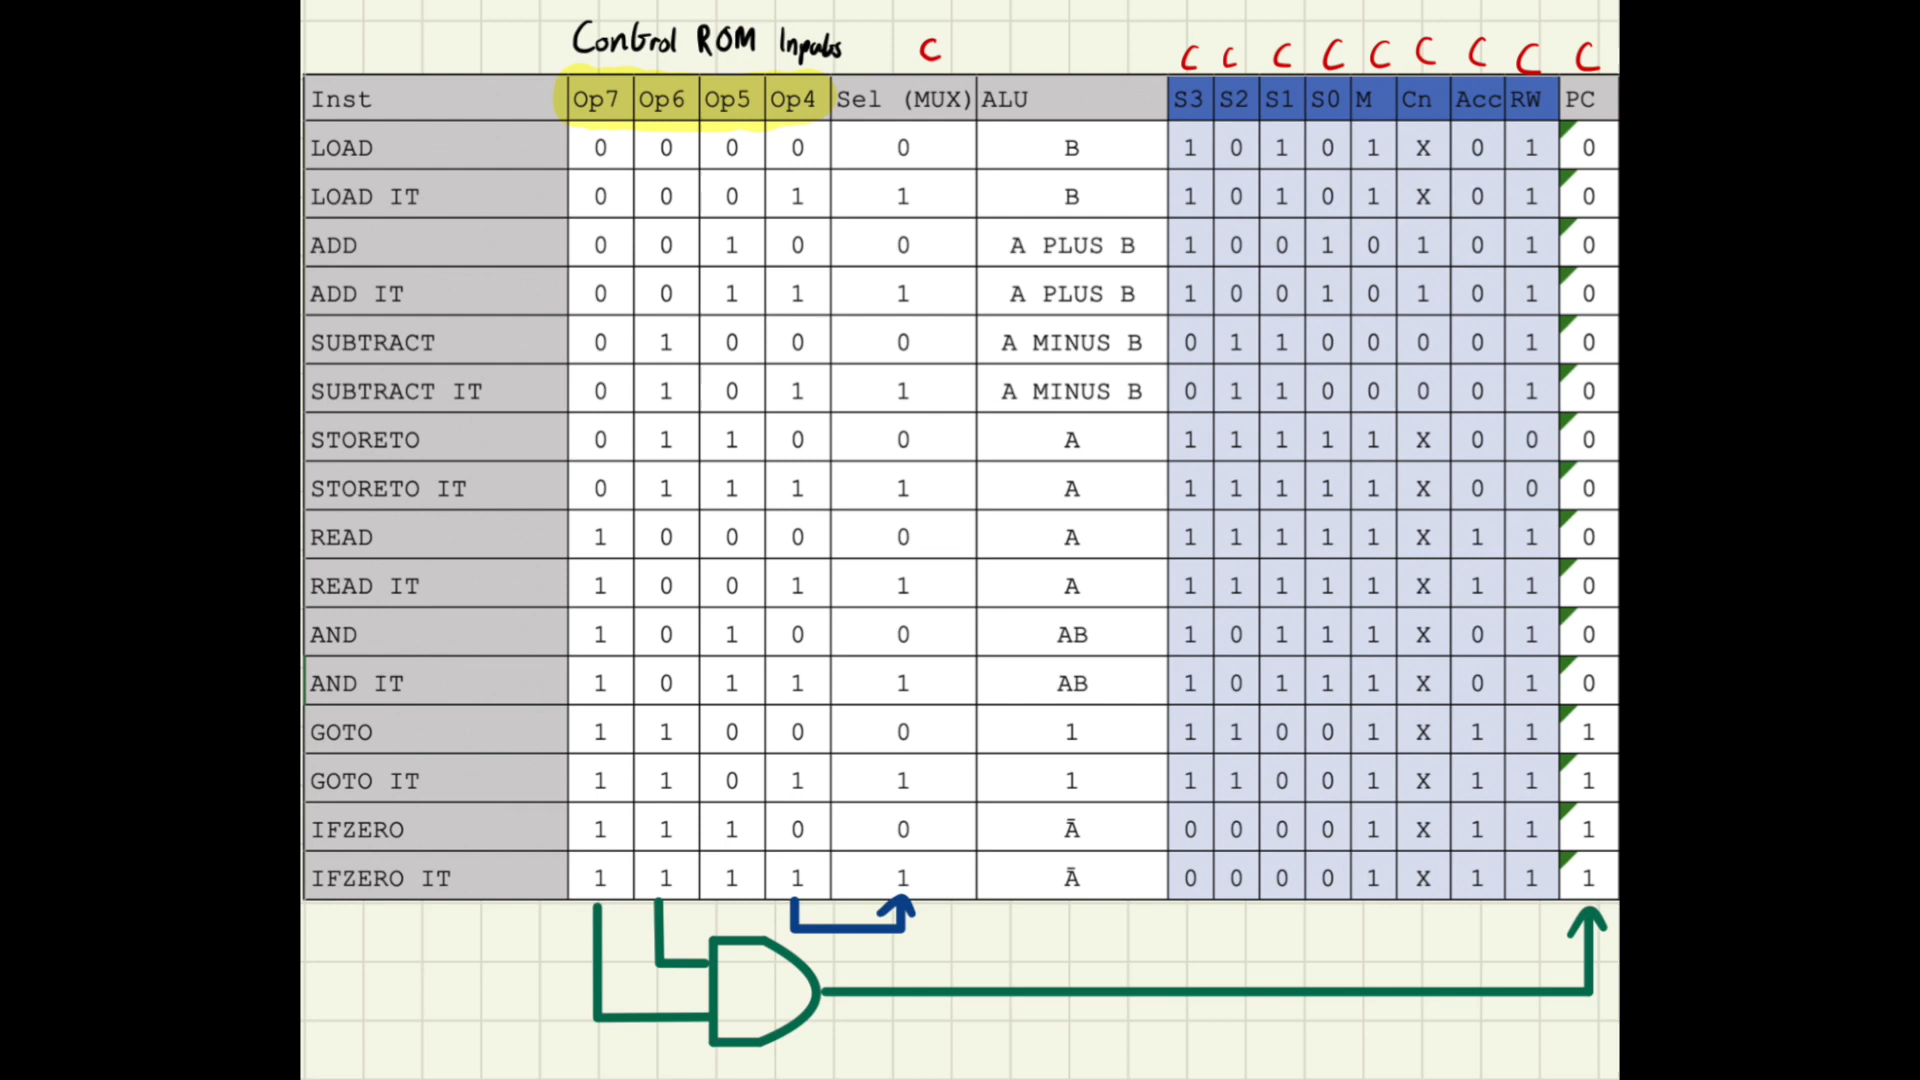 Control ROM Inputs C C C C C C C C C C
Inst Op7 Op6 Op5 Op4 Sel (MUX) ALU S3 S2 S1 S0 M Cn Acc RW PC
LOAD 0 0 0 0 0 B 1 0 1 0 1 X 0 1 0
LOAD IT 0 0 0 1 1 B 1 0 1 0 1 X 0 1 0
ADD 0 0 1 0 0 A PLUS B 1 0 0 1 0 1 0 1 0
ADD IT 0 0 1 1 1 A PLUS B 1 0 0 1 0 1 0 1 0
SUBTRACT 0 1 0 0 0 A MINUS B 0 1 1 0 0 0 0 1 0
SUBTRACT IT 0 1 0 1 1 A MINUS B 0 1 1 0 0 0 0 1 0
STORETO 0 1 1 0 0 A 1 1 1 1 1 X 0 0 0
STORETO IT 0 1 1 1 1 A 1 1 1 1 1 X 0 0 0
READ 1 0 0 0 0 A 1 1 1 1 1 X 1 1 0
READ IT 1 0 0 1 1 A 1 1 1 1 1 X 1 1 0
AND 1 0 1 0 0 AB 1 0 1 1 1 X 0 1 0
AND IT 1 0 1 1 1 AB 1 0 1 1 1 X 0 1 0
GOTO 1 1 0 0 0 1 1 1 0 0 1 X 1 1 1
GOTO IT 1 1 0 1 1 1 1 1 0 0 1 X 1 1 1
IFZERO 1 1 1 0 0 Ā 0 0 0 0 1 X 1 1 1
IFZERO IT 1 1 1 1 1 Ā 0 0 0 0 1 X 1 1 1